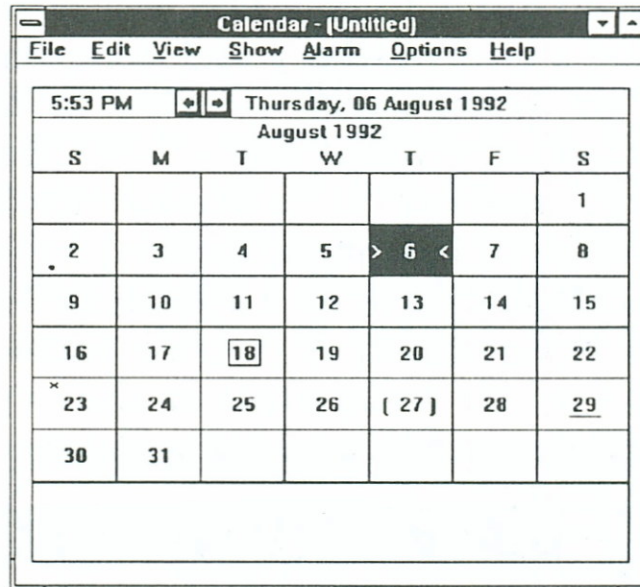 Calendar - (Untitled)
File Edit View Show Alarm Options Help
5:53 PM Thursday, 06 August 1992
August 1992
S M T W T F S
1
2 3 4 5 > 6 < 7 8
.
9 10 11 12 13 14 15
16 17 18 19 20 21 22
x
23 24 25 26 ( 27 ) 28 29
30 31